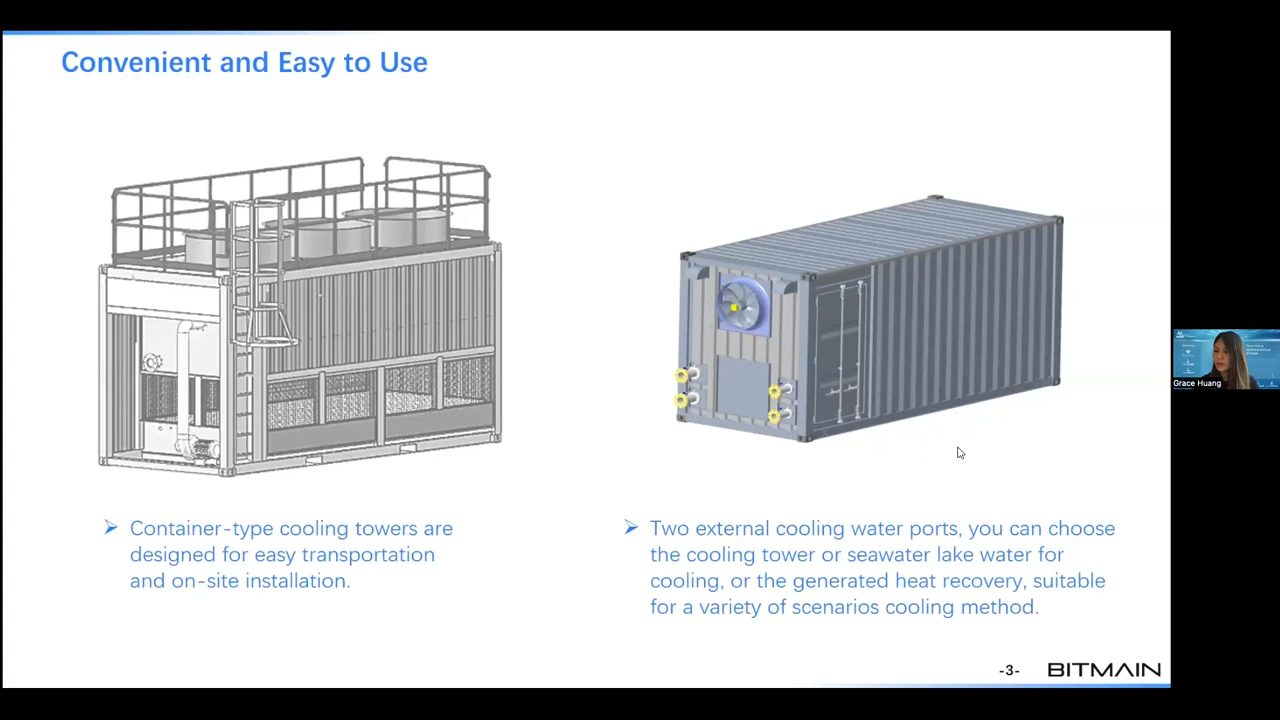 Convenient and Easy to Use
Container-type cooling towers are
designed for easy transportation
and on-site installation.
Two external cooling water ports, you can choose
the cooling tower or seawater lake water for
cooling, or the generated heat recovery, suitable
for a variety of scenarios cooling method.
-3-
BITMAIN
Grace Huang